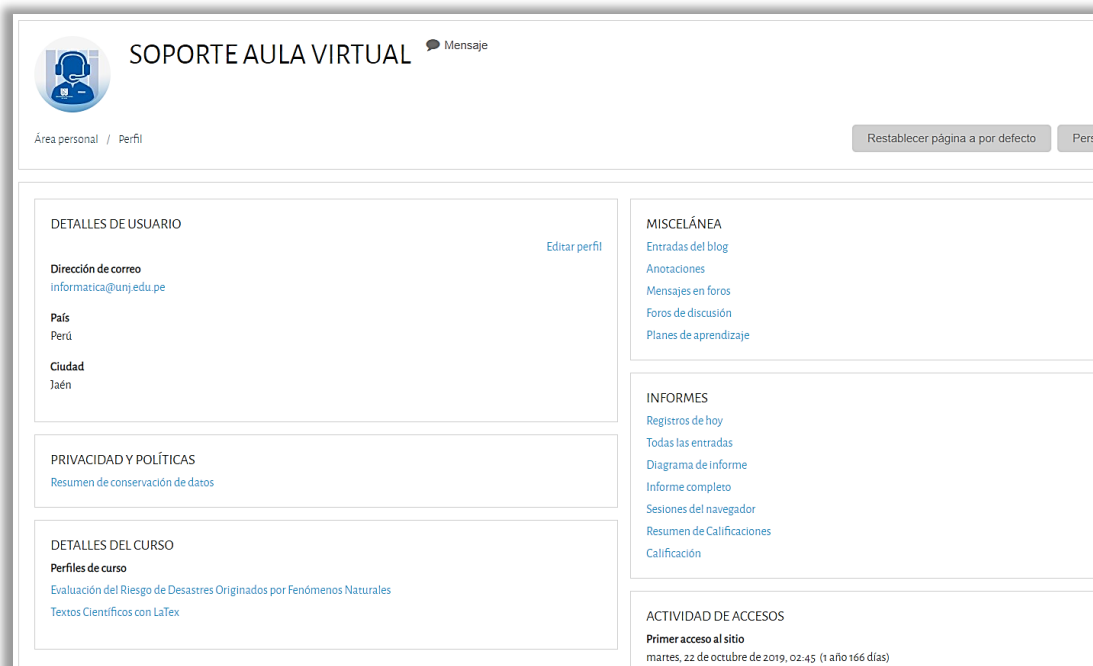 SOPORTE AULA VIRTUAL
Mensaje
Área personal / Perfil
Restablecer página a por defecto
DETALLES DE USUARIO
Editar perfil
Dirección de correo
informatica@unj.edu.pe
País
Perú
Ciudad
Jaén
PRIVACIDAD Y POLÍTICAS
Resumen de conservación de datos
DETALLES DEL CURSO
Perfiles de curso
Evaluación del Riesgo de Desastres Originados por Fenómenos Naturales
Textos Científicos con LaTex
MISCELÁNEA
Entradas del blog
Anotaciones
Mensajes en foros
Foros de discusión
Planes de aprendizaje
INFORMES
Registros de hoy
Todas las entradas
Diagrama de informe
Informe completo
Sesiones del navegador
Resumen de Calificaciones
Calificación
ACTIVIDAD DE ACCESOS
Primer acceso al sitio
martes, 22 de octubre de 2019, 02:45 (1 año 166 días)